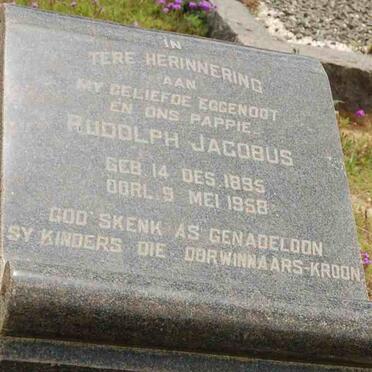 IN
TERE HERINNERING
AAN
MY GELIEFDE EGGENOOT
EN ONS PAPPIE
RUDOLPH JACOBUS
GEB. 14 DES. 1895
OORL. 9 MEI 1958
GOD SKENK AS GENADELOON
SY KINDERS DIE OORWINNAARS-KROON